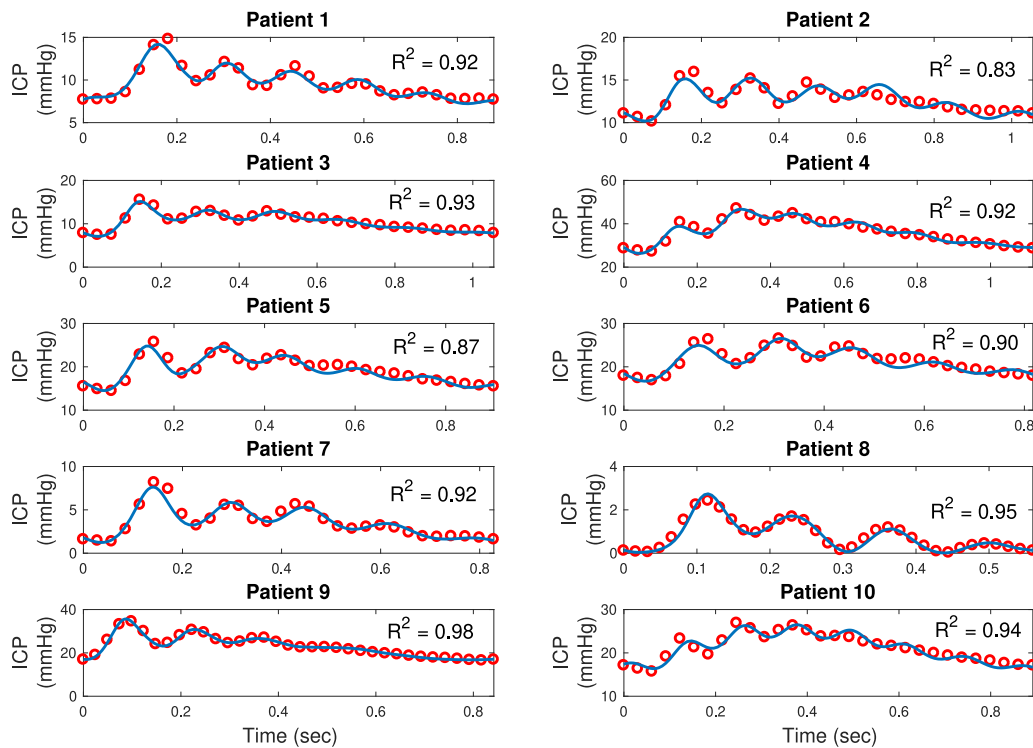 Patient 1
ICP
(mmHg)
15
10
5
R² = 0.92
0 0.2 0.4 0.6 0.8
Patient 2
ICP
(mmHg)
20
15
10
R² = 0.83
0 0.2 0.4 0.6 0.8 1
Patient 3
ICP
(mmHg)
20
10
0
R² = 0.93
0 0.2 0.4 0.6 0.8 1
Patient 4
ICP
(mmHg)
60
40
20
R² = 0.92
0 0.2 0.4 0.6 0.8 1
Patient 5
ICP
(mmHg)
30
20
10
R² = 0.87
0 0.2 0.4 0.6 0.8
Patient 6
ICP
(mmHg)
30
20
10
R² = 0.90
0 0.2 0.4 0.6 0.8
Patient 7
ICP
(mmHg)
10
5
0
R² = 0.92
0 0.2 0.4 0.6 0.8
Patient 8
ICP
(mmHg)
4
2
0
R² = 0.95
0 0.1 0.2 0.3 0.4 0.5
Patient 9
ICP
(mmHg)
40
20
0
R² = 0.98
0 0.2 0.4 0.6 0.8
Time (sec)
Patient 10
ICP
(mmHg)
30
20
10
R² = 0.94
0 0.2 0.4 0.6 0.8
Time (sec)